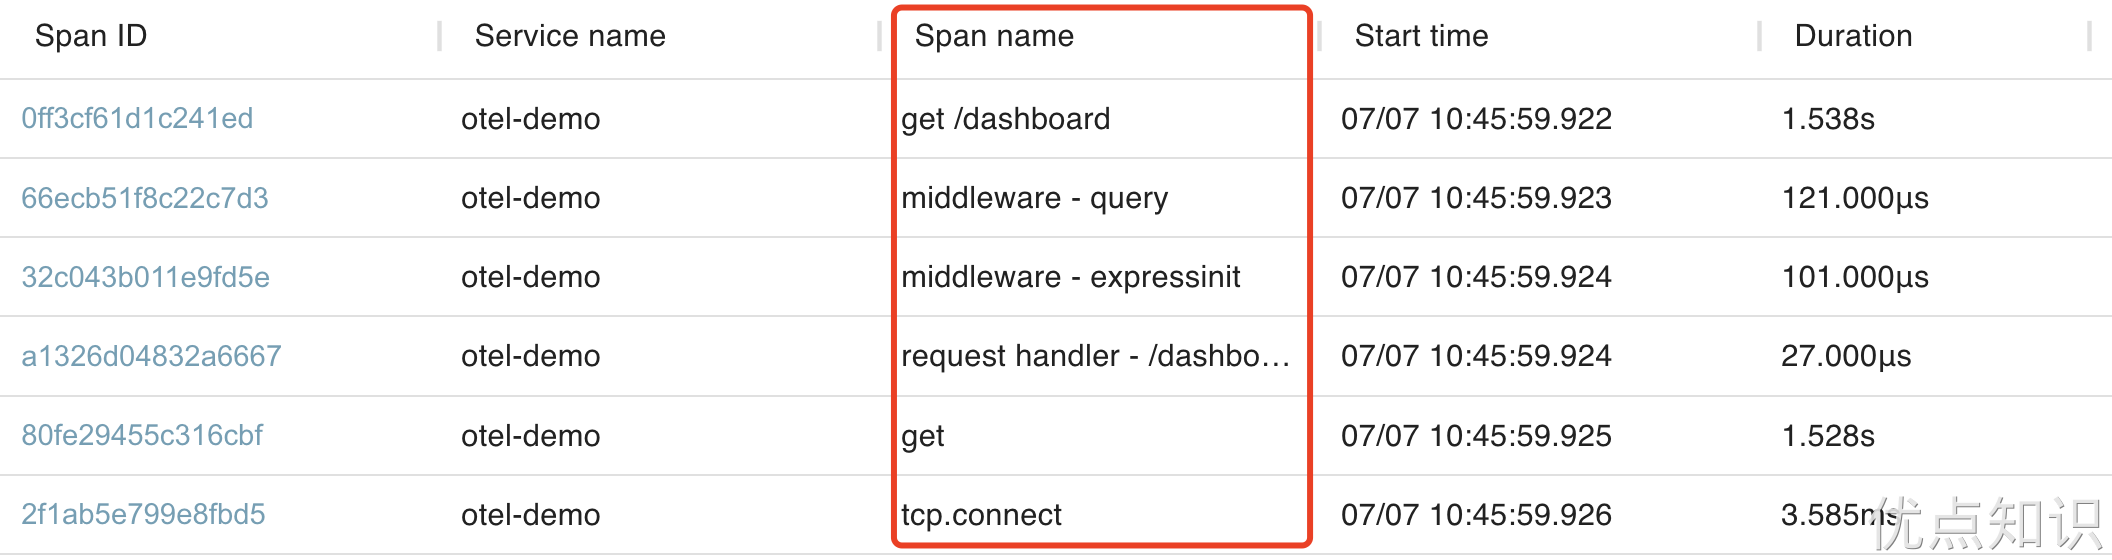 Span ID Service name Span name Start time Duration
0ff3cf61d1c241ed otel-demo get /dashboard 07/07 10:45:59.922 1.538s
66ecb51f8c22c7d3 otel-demo middleware - query 07/07 10:45:59.923 121.000µs
32c043b011e9fd5e otel-demo middleware - expressinit 07/07 10:45:59.924 101.000µs
a1326d04832a6667 otel-demo request handler - /dashbo… 07/07 10:45:59.924 27.000µs
80fe29455c316cbf otel-demo get 07/07 10:45:59.925 1.528s
2f1ab5e799e8fbd5 otel-demo tcp.connect 07/07 10:45:59.926 3.585ms
优点知识